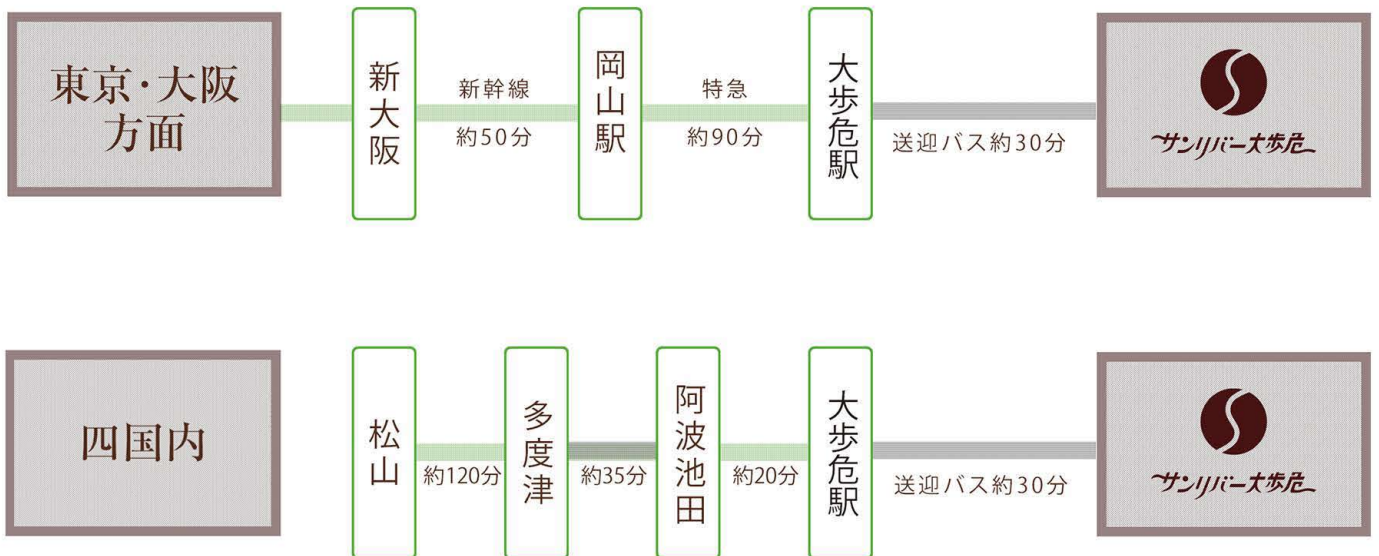 東京・大阪
方面
新大阪
新幹線
約50分
岡山駅
特急
約90分
大歩危駅
送迎バス約30分
サンリバー大歩危
四国内
松山
約120分
多度津
約35分
阿波池田
約20分
大歩危駅
送迎バス約30分
サンリバー大歩危